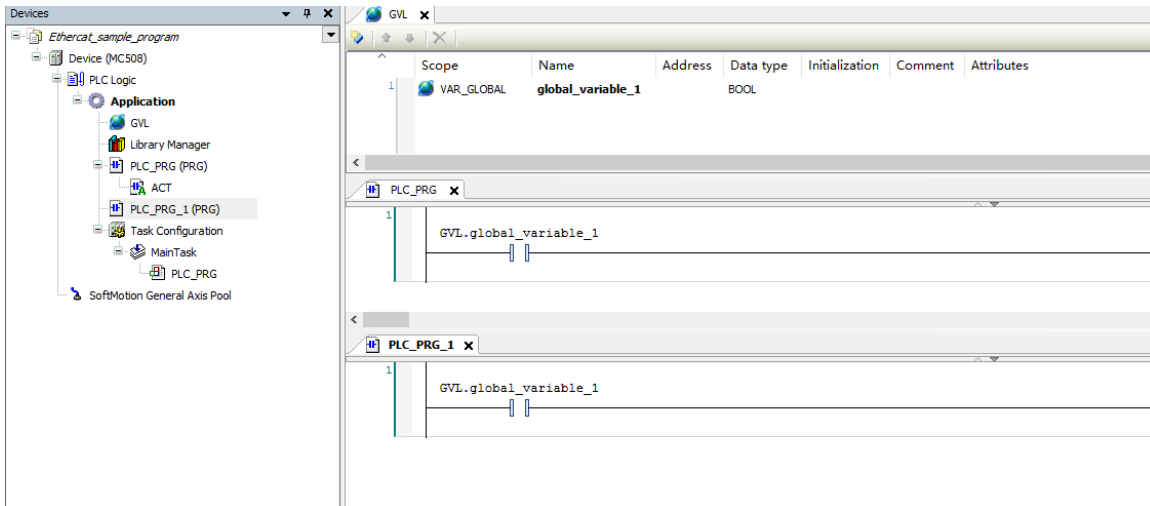 Devices
Ethercat_sample_program
Device (MC508)
PLC Logic
Application
GVL
Library Manager
PLC_PRG (PRG)
ACT
PLC_PRG_1 (PRG)
Task Configuration
MainTask
PLC_PRG
SoftMotion General Axis Pool
GVL
Scope Name Address Data type Initialization Comment Attributes
1 VAR_GLOBAL global_variable_1 BOOL
PLC_PRG
1
GVL.global_variable_1
PLC_PRG_1
1
GVL.global_variable_1